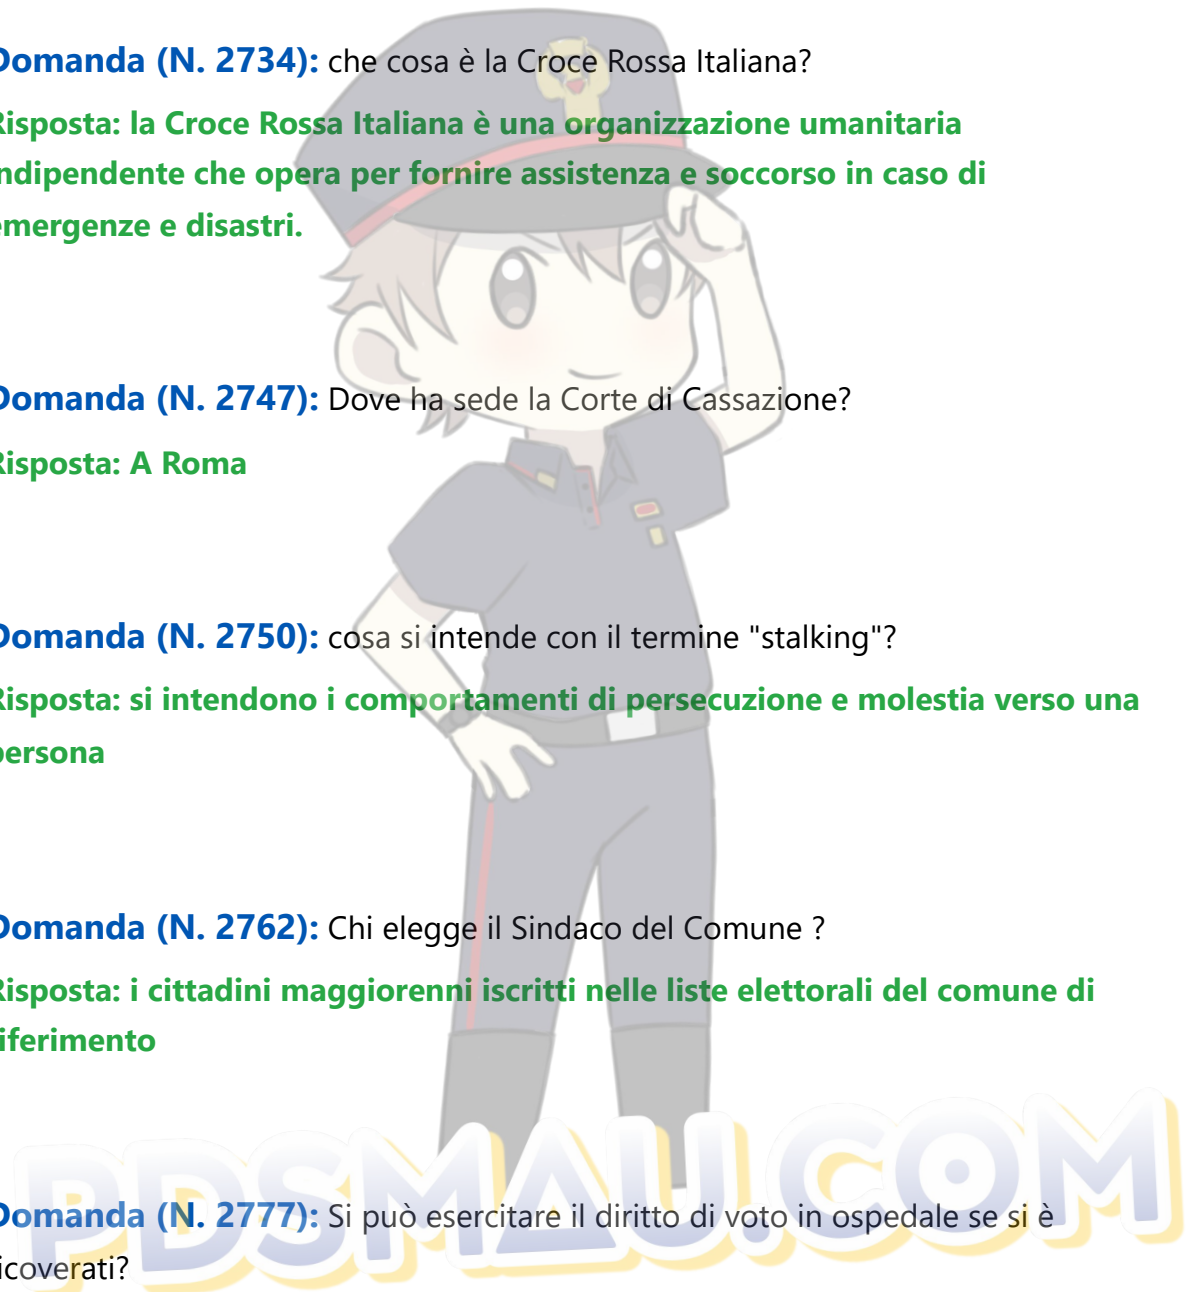 Domanda (N. 2734): che cosa è la Croce Rossa Italiana?
Risposta: la Croce Rossa Italiana è una organizzazione umanitaria
indipendente che opera per fornire assistenza e soccorso in caso di
emergenze e disastri.
Domanda (N. 2747): Dove ha sede la Corte di Cassazione?
Risposta: A Roma
Domanda (N. 2750): cosa si intende con il termine "stalking"?
Risposta: si intendono i comportamenti di persecuzione e molestia verso una
persona
Domanda (N. 2762): Chi elegge il Sindaco del Comune ?
Risposta: i cittadini maggiorenni iscritti nelle liste elettorali del comune di
riferimento
PDSMAU.COM
Domanda (N. 2777): Si può esercitare il diritto di voto in ospedale se si è
ricoverati?